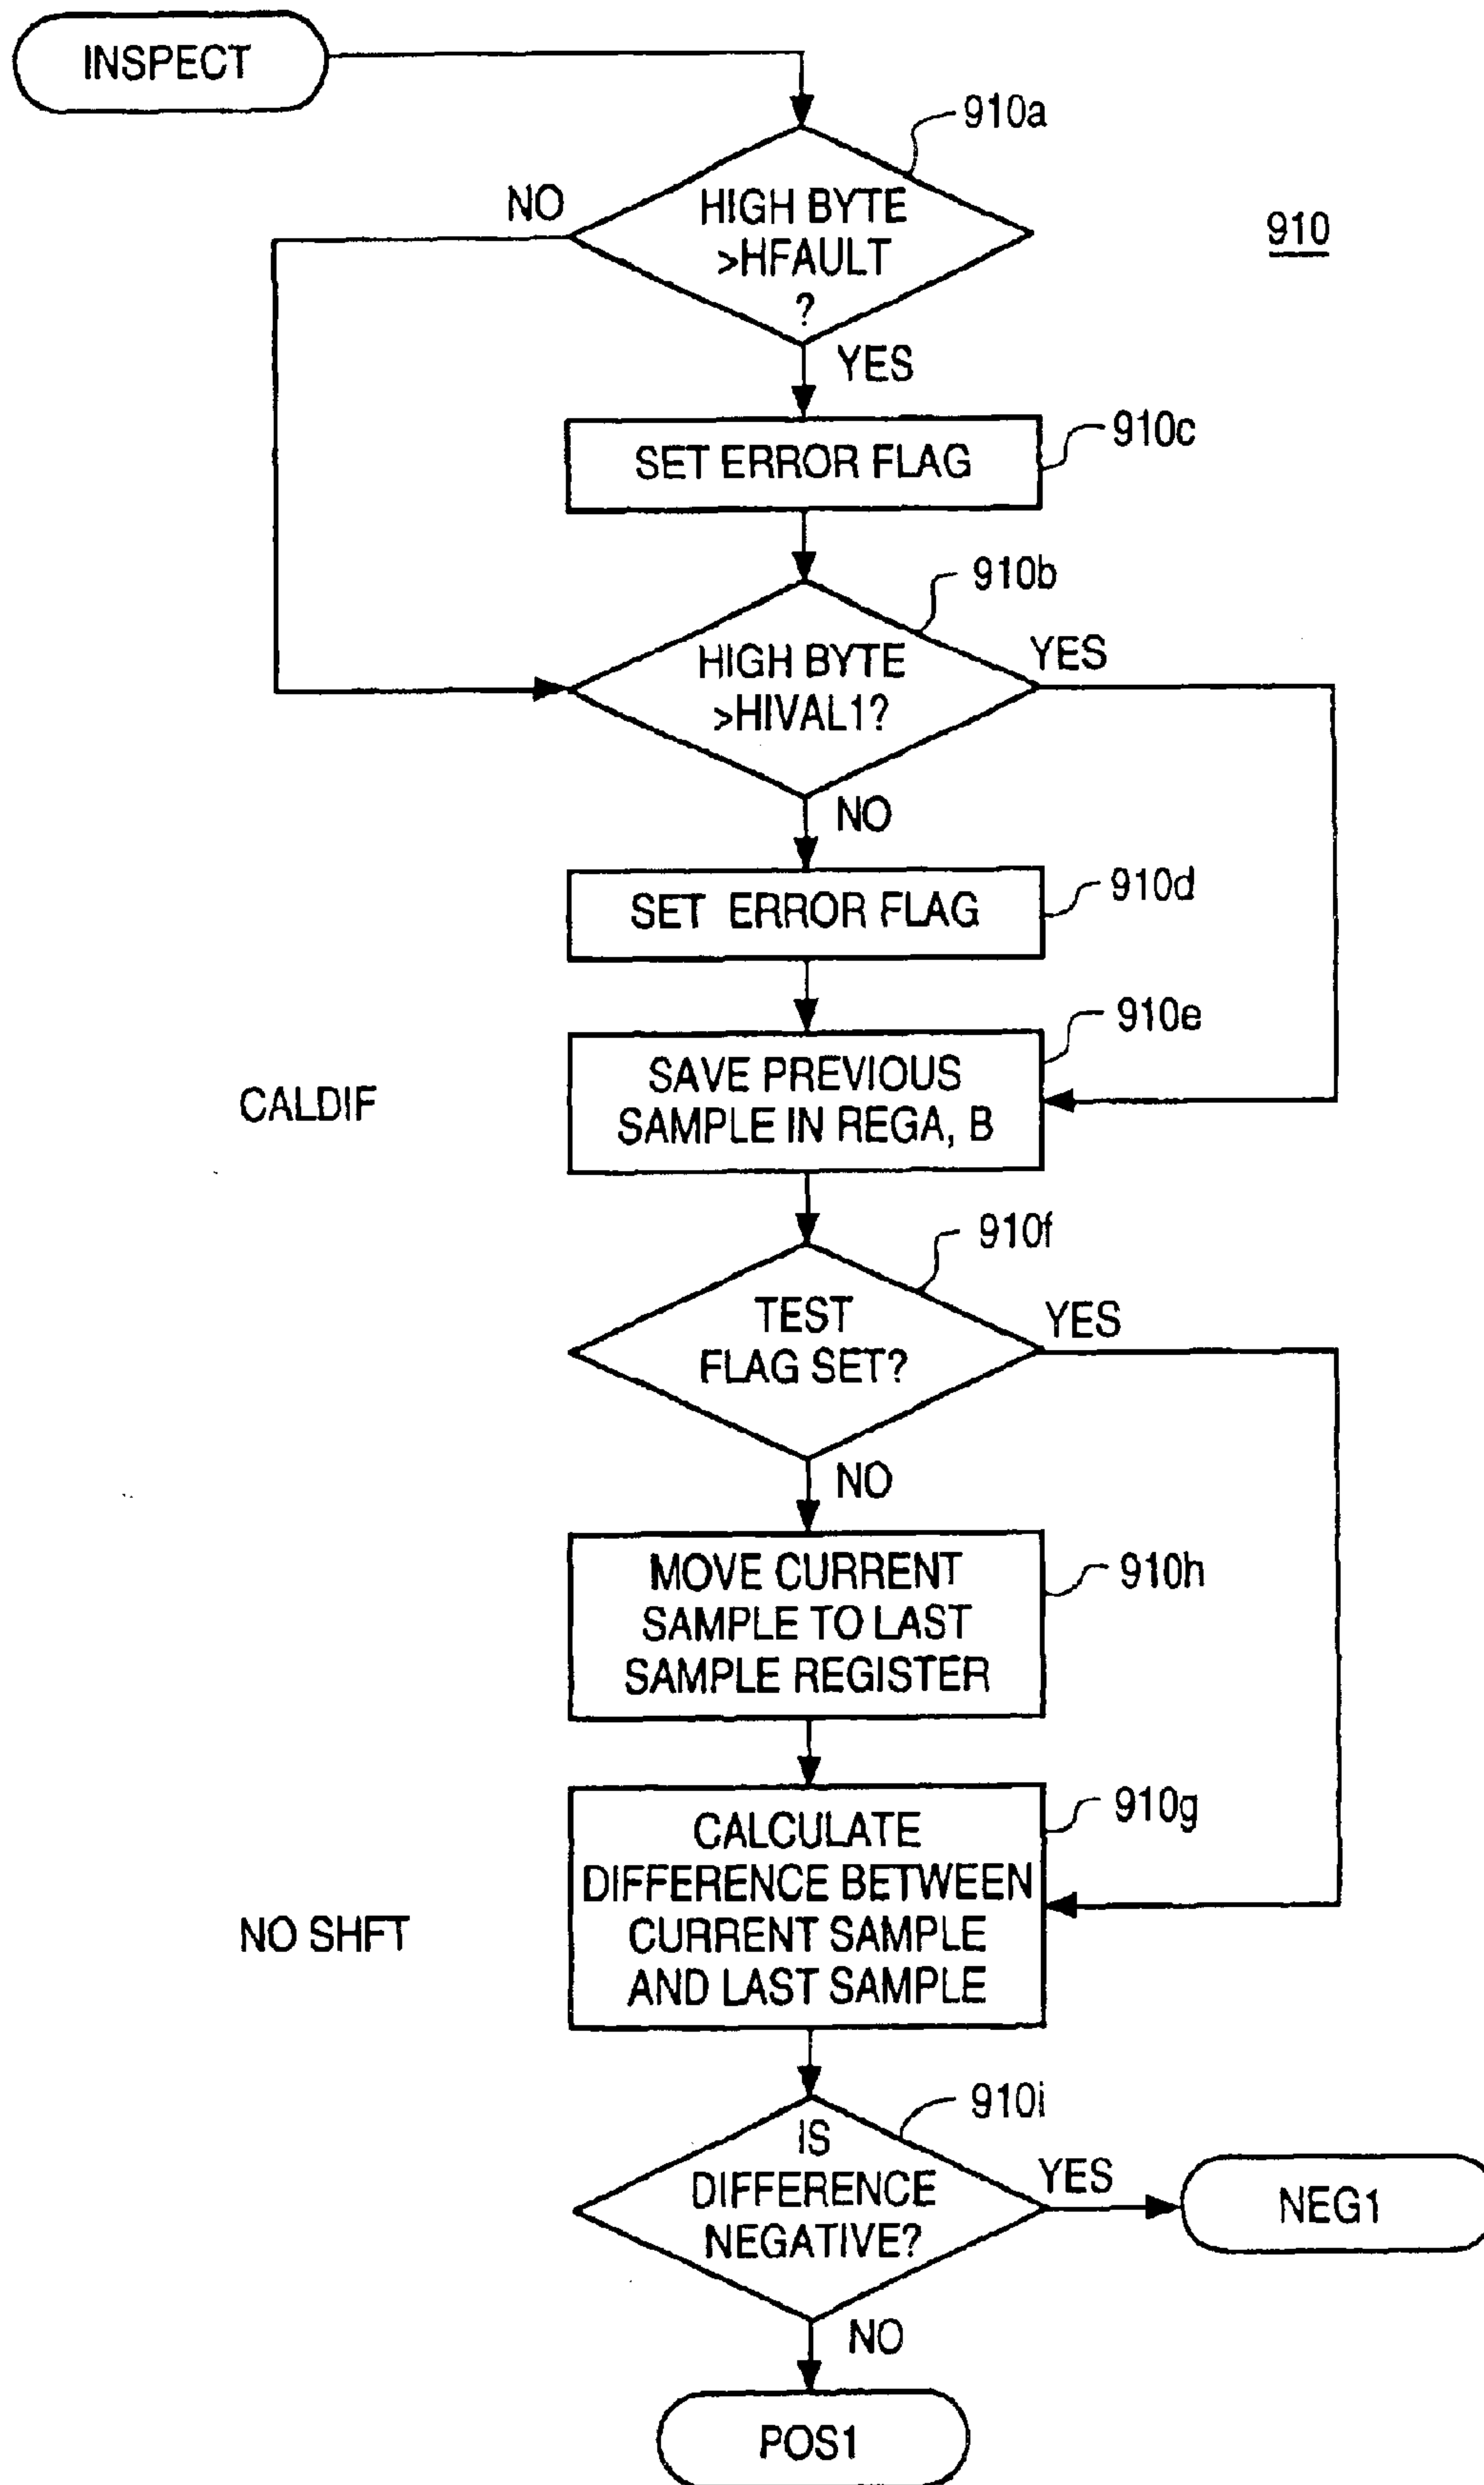 INSPECT
910a
NO
HIGH BYTE
>HFAULT
?
910
YES
910c
SET ERROR FLAG
910b
HIGH BYTE
>HIVAL1?
YES
NO
910d
SET ERROR FLAG
910e
CALDIF
SAVE PREVIOUS
SAMPLE IN REGA, B
910f
TEST
FLAG SET?
YES
NO
MOVE CURRENT
SAMPLE TO LAST
SAMPLE REGISTER
910h
910g
CALCULATE
DIFFERENCE BETWEEN
CURRENT SAMPLE
AND LAST SAMPLE
NO SHFT
910i
IS
DIFFERENCE
NEGATIVE?
YES
NEG1
NO
POS1